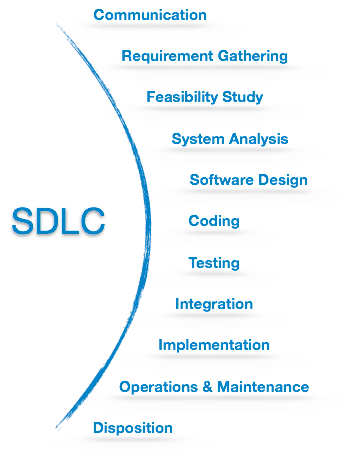 Communication
Requirement Gathering
Feasibility Study
System Analysis
Software Design
SDLC
Coding
Testing
Integration
Implementation
Operations & Maintenance
Disposition